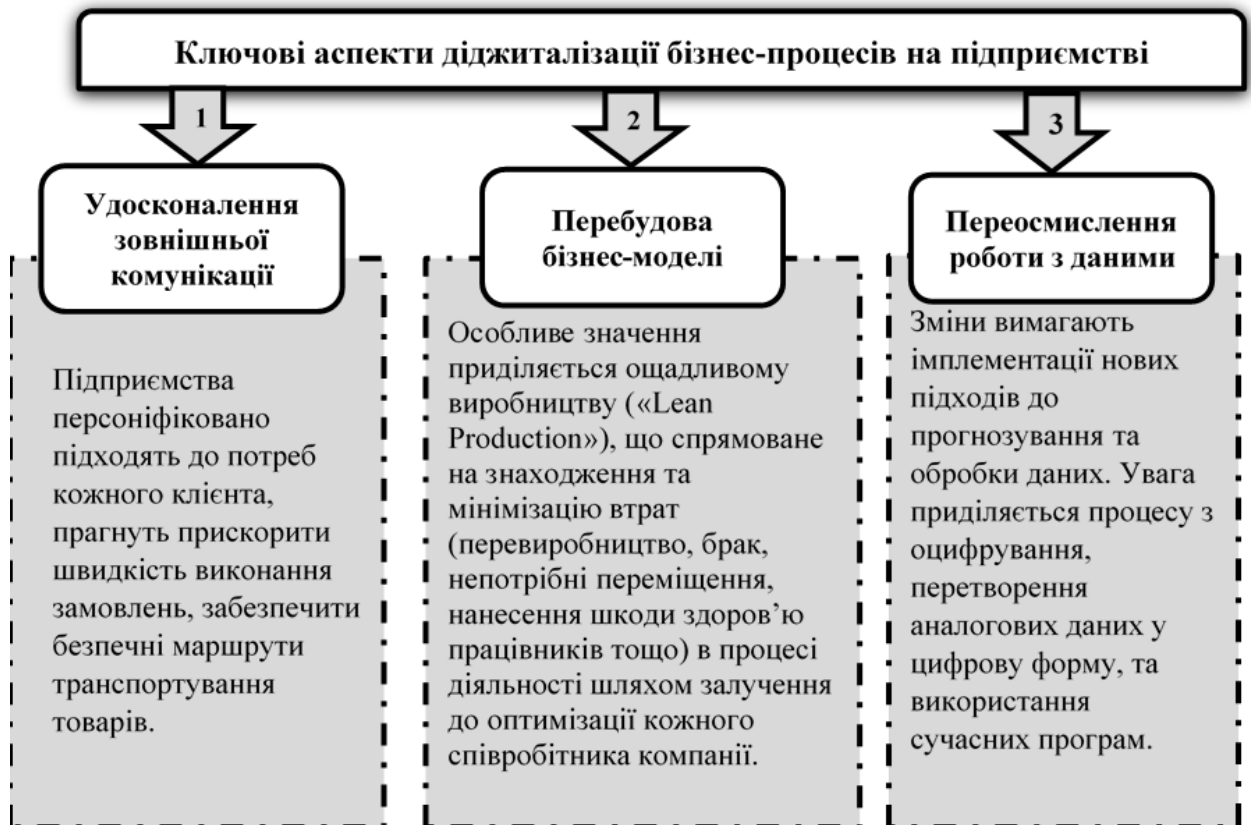 Ключові аспекти діджиталізації бізнес-процесів на підприємстві
1
2
3
Удосконалення
зовнішньої
комунікації
Підприємства
персоніфіковано
підходять до потреб
кожного клієнта,
прагнуть прискорити
швидкість виконання
замовлень, забезпечити
безпечні маршрути
транспортування
товарів.
Перебудова
бізнес-моделі
Особливе значення
приділяється ощадливому
виробництву («Lean
Production»), що спрямоване
на знаходження та
мінімізацію втрат
(перевиробництво, брак,
непотрібні переміщення,
нанесення шкоди здоров’ю
працівників тощо) в процесі
діяльності шляхом залучення
до оптимізації кожного
співробітника компанії.
Переосмислення
роботи з даними
Зміни вимагають
імплементації нових
підходів до
прогнозування та
обробки даних. Увага
приділяється процесу з
оцифрування,
перетворення
аналогових даних у
цифрову форму, та
використання
сучасних програм.